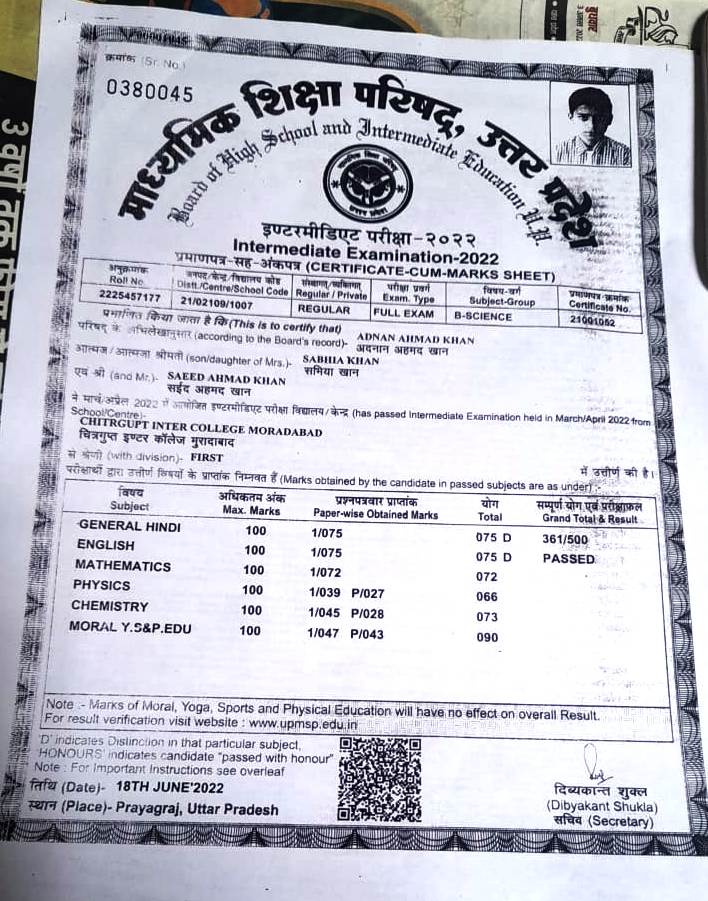 क्रमांक (Sr. No.)
0380045
माध्यमिक शिक्षा परिषद्, उत्तर प्रदेश
Board of High School and Intermediate Education U.P.
इण्टरमीडिएट परीक्षा-२०२२
Intermediate Examination-2022
प्रमाणपत्र-सह-अंकपत्र (CERTIFICATE-CUM-MARKS SHEET)
अनुक्रमांक जनपद/केन्द्र/विद्यालय कोड संस्थागत/व्यक्तिगत परीक्षा प्रवर्ग विषय-वर्ग प्रमाणपत्र-क्रमांक
Roll No. Distt./Centre/School Code Regular / Private Exam. Type Subject-Group Certificate No.
2225457177 21/02109/1007 REGULAR FULL EXAM B-SCIENCE 21001052
प्रमाणित किया जाता है कि (This is to certify that)
परिषद् के अभिलेखानुसार (according to the Board's record)- ADNAN AHMAD KHAN
अदनान अहमद खान
आत्मज/आत्मजा श्रीमती (son/daughter of Mrs.)- SABHIA KHAN
सभिया खान
एवं श्री (and Mr.)- SAEED AHMAD KHAN
सईद अहमद खान
ने मार्च/अप्रैल 2022 में आयोजित इण्टरमीडिएट परीक्षा विद्यालय/केन्द्र (has passed Intermediate Examination held in March/April 2022 from
School/Centre)-
CHITRGUPT INTER COLLEGE MORADABAD
चित्रगुप्त इण्टर कॉलेज मुरादाबाद
से श्रेणी (with division)- FIRST में उत्तीर्ण की है।
परीक्षार्थी द्वारा उत्तीर्ण विषयों के प्राप्तांक निम्नवत हैं (Marks obtained by the candidate in passed subjects are as under) :-
विषय अधिकतम अंक प्रश्नपत्रवार प्राप्तांक योग सम्पूर्ण योग एवं परीक्षाफल
Subject Max. Marks Paper-wise Obtained Marks Total Grand Total & Result
GENERAL HINDI 100 1/075 075 D 361/500
ENGLISH 100 1/075 075 D PASSED
MATHEMATICS 100 1/072 072
PHYSICS 100 1/039 P/027 066
CHEMISTRY 100 1/045 P/028 073
MORAL Y.S&P.EDU 100 1/047 P/043 090
Note :- Marks of Moral, Yoga, Sports and Physical Education will have no effect on overall Result.
For result verification visit website : www.upmsp.edu.in
'D' indicates Distinction in that particular subject,
'HONOURS' indicates candidate "passed with honour"
Note : For Important Instructions see overleaf
तिथि (Date)- 18TH JUNE'2022
स्थान (Place)- Prayagraj, Uttar Pradesh
दिब्यकान्त शुक्ल
(Dibyakant Shukla)
सचिव (Secretary)